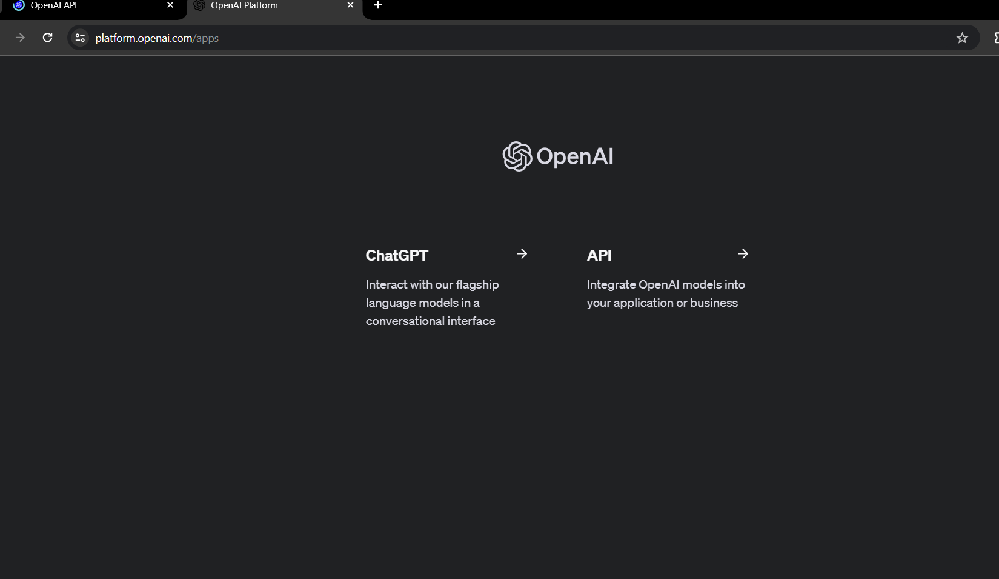 OpenAI API
OpenAI Platform
platform.openai.com/apps
OpenAI
ChatGPT
Interact with our flagship
language models in a
conversational interface
API
Integrate OpenAI models into
your application or business